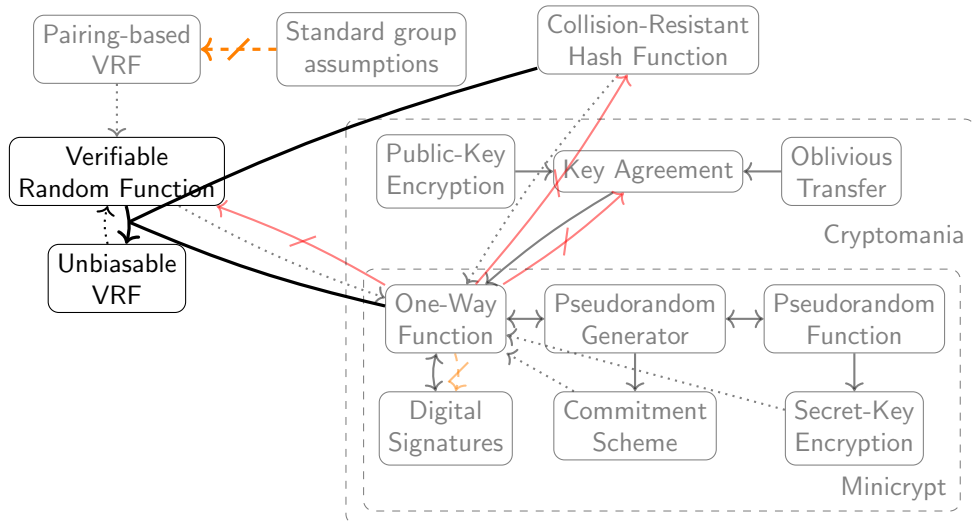 Pairing-based
VRF
Standard group
assumptions
Collision-Resistant
Hash Function
Verifiable
Random Function
Public-Key
Encryption
Key Agreement
Oblivious
Transfer
Cryptomania
Unbiasable
VRF
One-Way
Function
Pseudorandom
Generator
Pseudorandom
Function
Digital
Signatures
Commitment
Scheme
Secret-Key
Encryption
Minicrypt